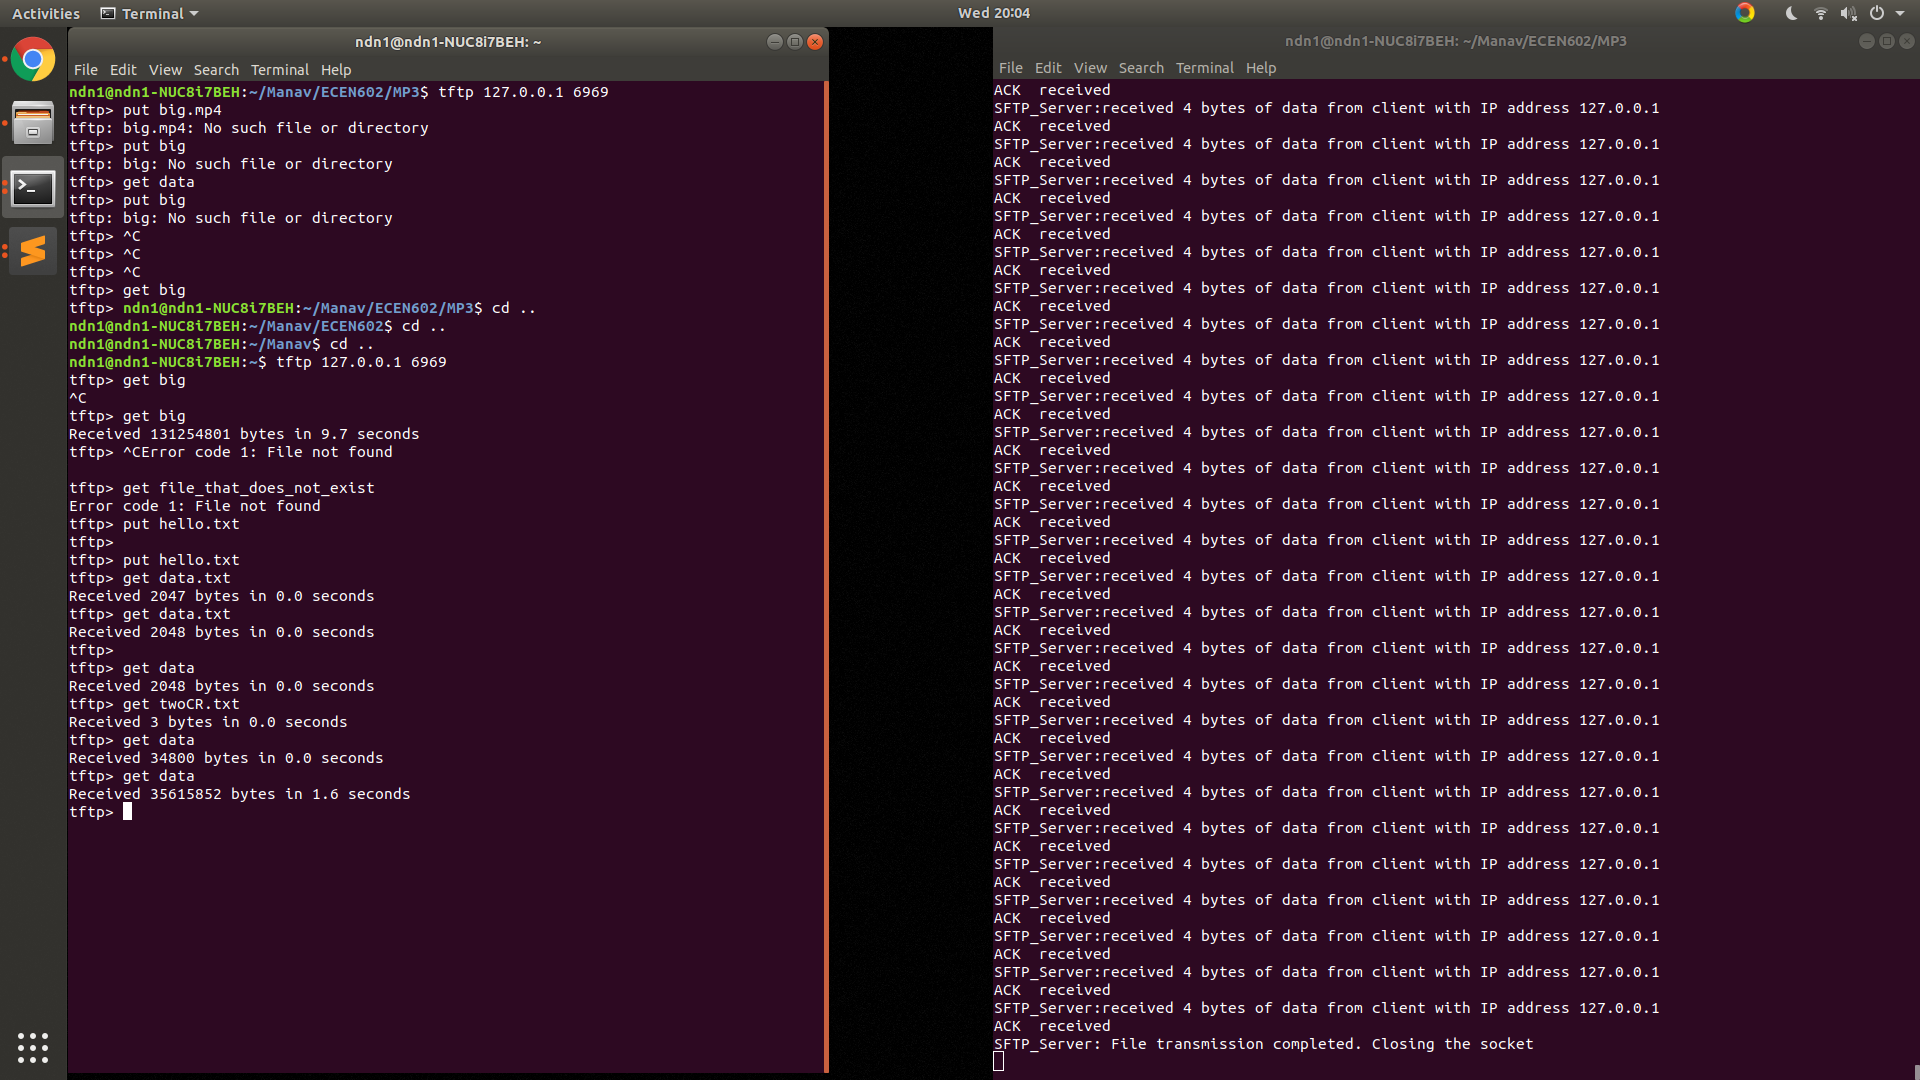 Activities Terminal Wed 20:04
ndn1@ndn1-NUC8i7BEH: ~
File Edit View Search Terminal Help
ndn1@ndn1-NUC8i7BEH:~/Manav/ECEN602/MP3$ tftp 127.0.0.1 6969
tftp> put big.mp4
tftp: big.mp4: No such file or directory
tftp> put big
tftp: big: No such file or directory
tftp> get data
tftp> put big
tftp: big: No such file or directory
tftp> ^C
tftp> ^C
tftp> ^C
tftp> get big
tftp> ndn1@ndn1-NUC8i7BEH:~/Manav/ECEN602/MP3$ cd ..
ndn1@ndn1-NUC8i7BEH:~/Manav/ECEN602$ cd ..
ndn1@ndn1-NUC8i7BEH:~/Manav$ cd ..
ndn1@ndn1-NUC8i7BEH:~$ tftp 127.0.0.1 6969
tftp> get big
^C
tftp> get big
Received 131254801 bytes in 9.7 seconds
tftp> ^CError code 1: File not found
tftp> get file_that_does_not_exist
Error code 1: File not found
tftp> put hello.txt
tftp>
tftp> put hello.txt
tftp> get data.txt
Received 2047 bytes in 0.0 seconds
tftp> get data.txt
Received 2048 bytes in 0.0 seconds
tftp>
tftp> get data
Received 2048 bytes in 0.0 seconds
tftp> get twoCR.txt
Received 3 bytes in 0.0 seconds
tftp> get data
Received 34800 bytes in 0.0 seconds
tftp> get data
Received 35615852 bytes in 1.6 seconds
tftp>
ndn1@ndn1-NUC8i7BEH: ~/Manav/ECEN602/MP3
File Edit View Search Terminal Help
ACK  received
SFTP_Server:received 4 bytes of data from client with IP address 127.0.0.1
ACK  received
SFTP_Server:received 4 bytes of data from client with IP address 127.0.0.1
ACK  received
SFTP_Server:received 4 bytes of data from client with IP address 127.0.0.1
ACK  received
SFTP_Server:received 4 bytes of data from client with IP address 127.0.0.1
ACK  received
SFTP_Server:received 4 bytes of data from client with IP address 127.0.0.1
ACK  received
SFTP_Server:received 4 bytes of data from client with IP address 127.0.0.1
ACK  received
SFTP_Server:received 4 bytes of data from client with IP address 127.0.0.1
ACK  received
SFTP_Server:received 4 bytes of data from client with IP address 127.0.0.1
ACK  received
SFTP_Server:received 4 bytes of data from client with IP address 127.0.0.1
ACK  received
SFTP_Server:received 4 bytes of data from client with IP address 127.0.0.1
ACK  received
SFTP_Server:received 4 bytes of data from client with IP address 127.0.0.1
ACK  received
SFTP_Server:received 4 bytes of data from client with IP address 127.0.0.1
ACK  received
SFTP_Server:received 4 bytes of data from client with IP address 127.0.0.1
ACK  received
SFTP_Server:received 4 bytes of data from client with IP address 127.0.0.1
ACK  received
SFTP_Server:received 4 bytes of data from client with IP address 127.0.0.1
ACK  received
SFTP_Server:received 4 bytes of data from client with IP address 127.0.0.1
ACK  received
SFTP_Server:received 4 bytes of data from client with IP address 127.0.0.1
ACK  received
SFTP_Server:received 4 bytes of data from client with IP address 127.0.0.1
ACK  received
SFTP_Server:received 4 bytes of data from client with IP address 127.0.0.1
ACK  received
SFTP_Server:received 4 bytes of data from client with IP address 127.0.0.1
ACK  received
SFTP_Server:received 4 bytes of data from client with IP address 127.0.0.1
ACK  received
SFTP_Server:received 4 bytes of data from client with IP address 127.0.0.1
ACK  received
SFTP_Server:received 4 bytes of data from client with IP address 127.0.0.1
ACK  received
SFTP_Server:received 4 bytes of data from client with IP address 127.0.0.1
ACK  received
SFTP_Server:received 4 bytes of data from client with IP address 127.0.0.1
ACK  received
SFTP_Server:received 4 bytes of data from client with IP address 127.0.0.1
ACK  received
SFTP_Server: File transmission completed. Closing the socket